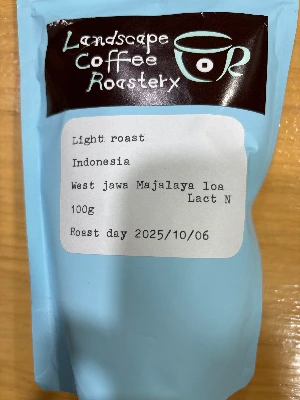 Landscape
Coffee
Roastery
Light roast
Indonesia
West jawa Majalaya loa
Lact N
100g
Roast day 2025/10/06